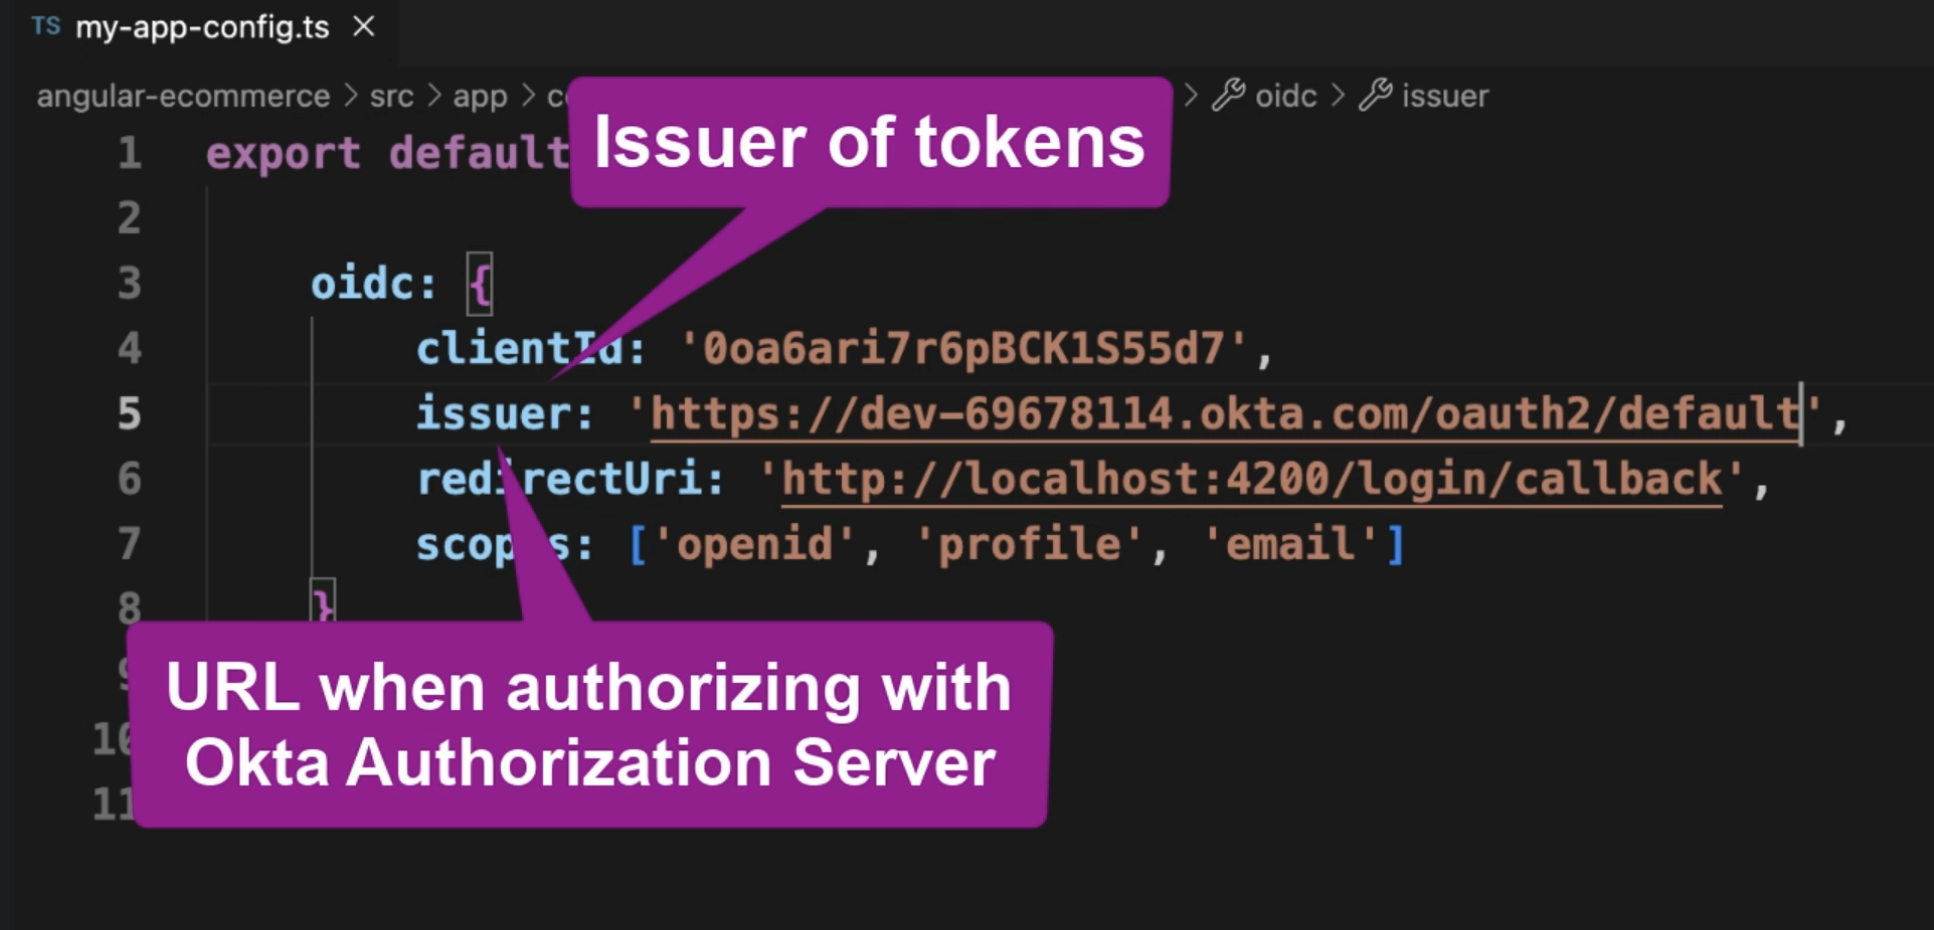 TS my-app-config.ts ×
angular-ecommerce > src > app > > oidc > issuer
Issuer of tokens
1 export default
2
3 oidc: {
4 clientId: '0oa6ari7r6pBCK1S55d7',
5 issuer: 'https://dev-69678114.okta.com/oauth2/default',
6 redirectUri: 'http://localhost:4200/login/callback',
7 scopes: ['openid', 'profile', 'email']
8 }
9
URL when authorizing with
10
Okta Authorization Server
11